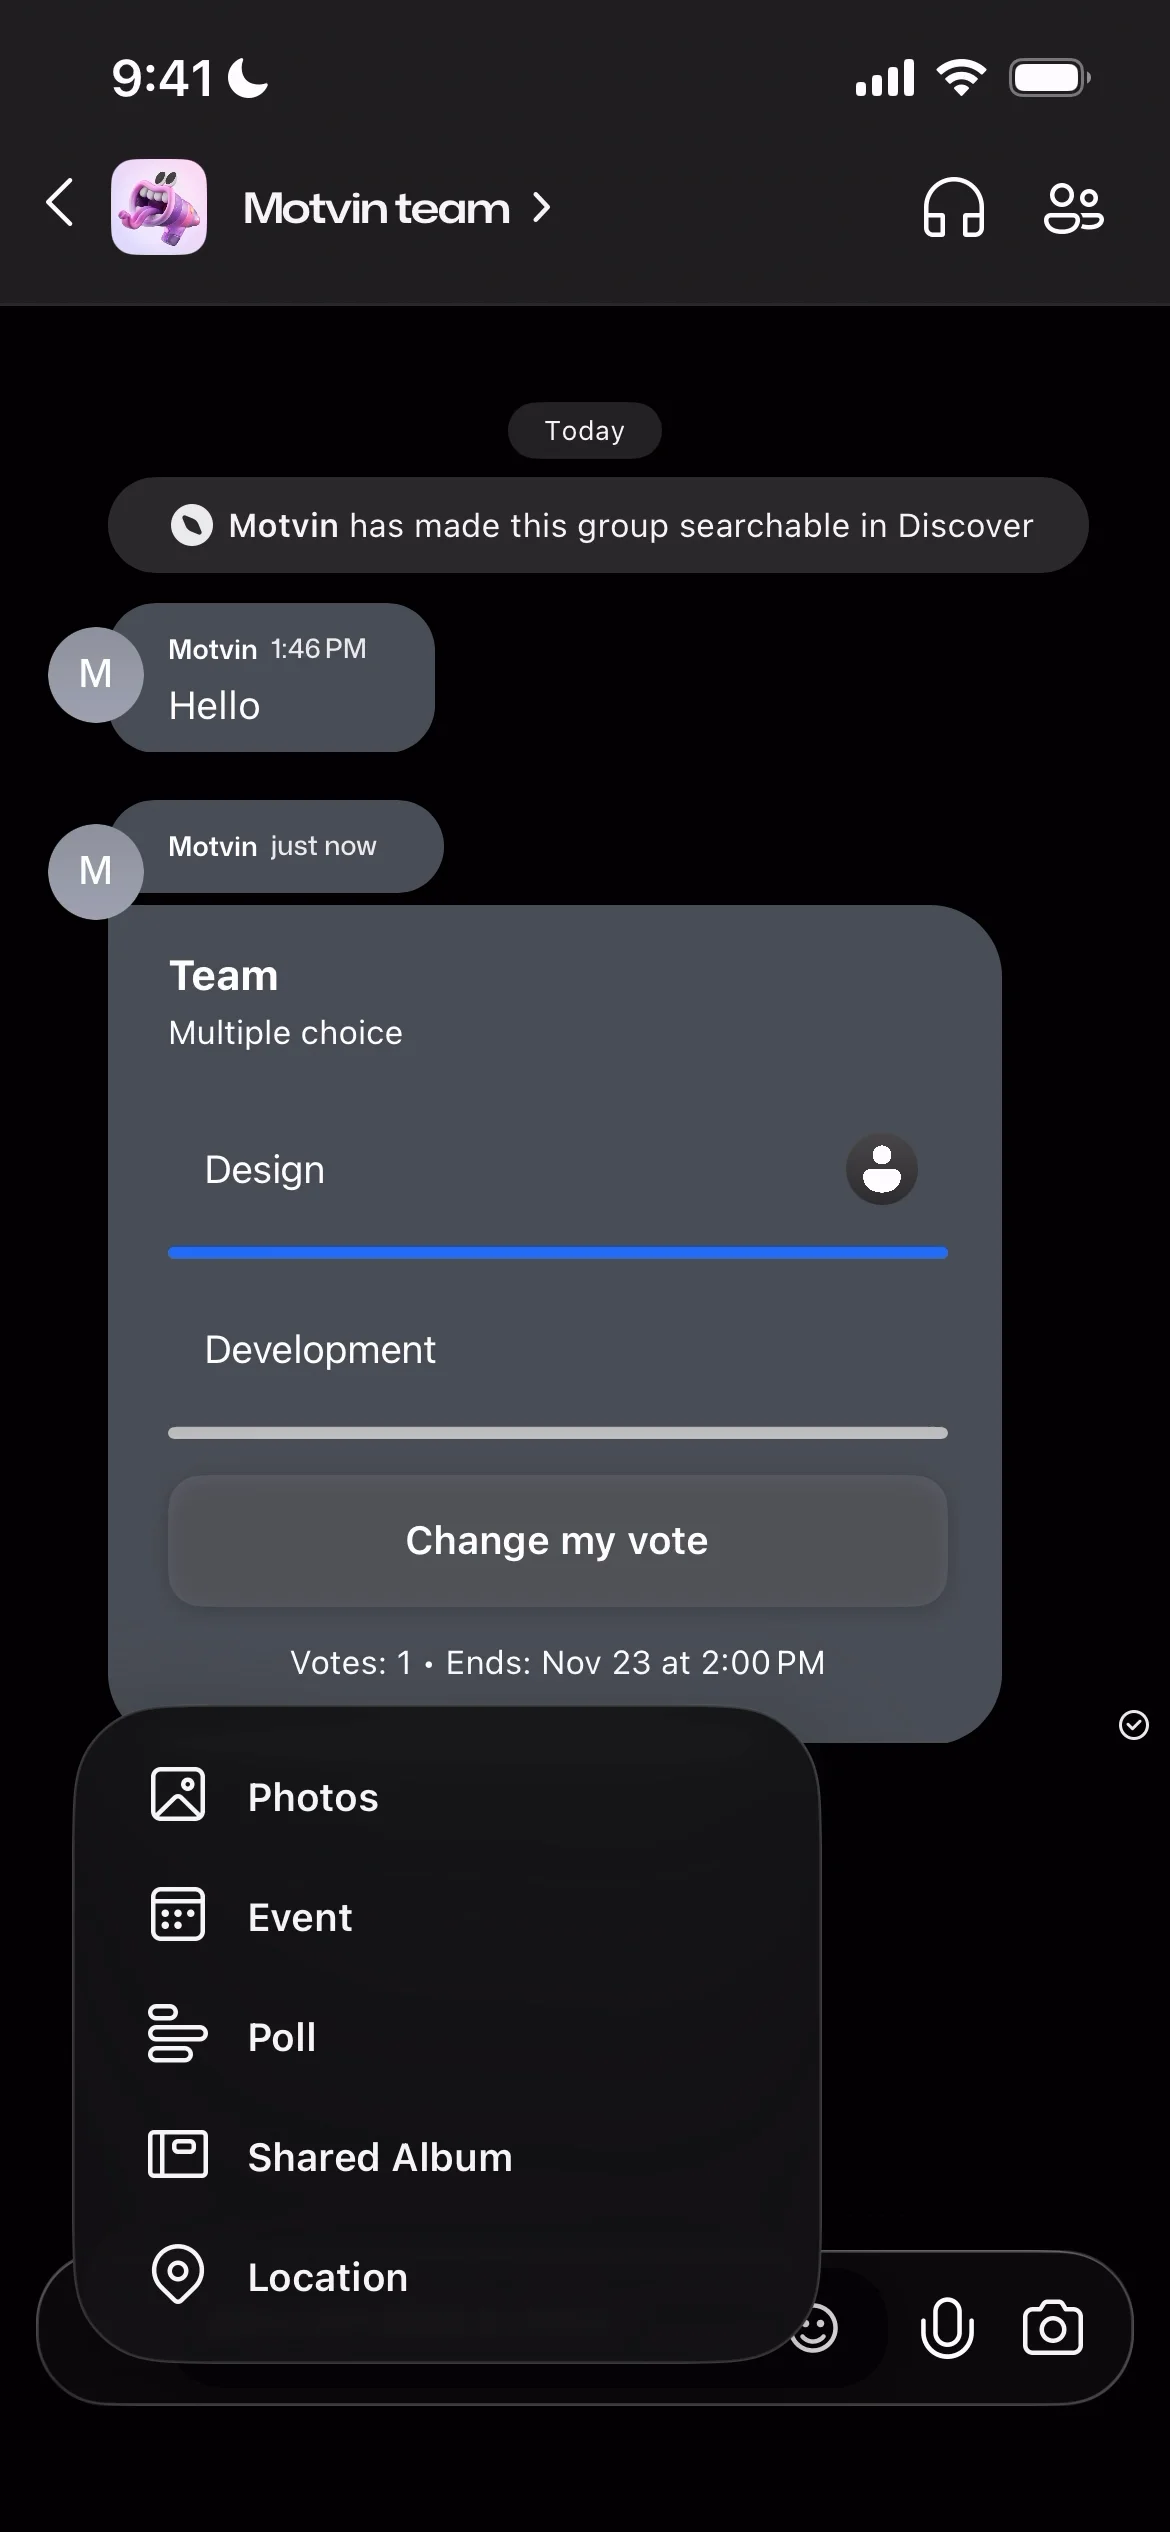 9:41
Motvin team
Today
Motvin has made this group searchable in Discover
M
Motvin 1:46 PM
Hello
M
Motvin just now
Team
Multiple choice
Design
Development
Change my vote
Votes: 1 • Ends: Nov 23 at 2:00 PM
Photos
Event
Poll
Shared Album
Location